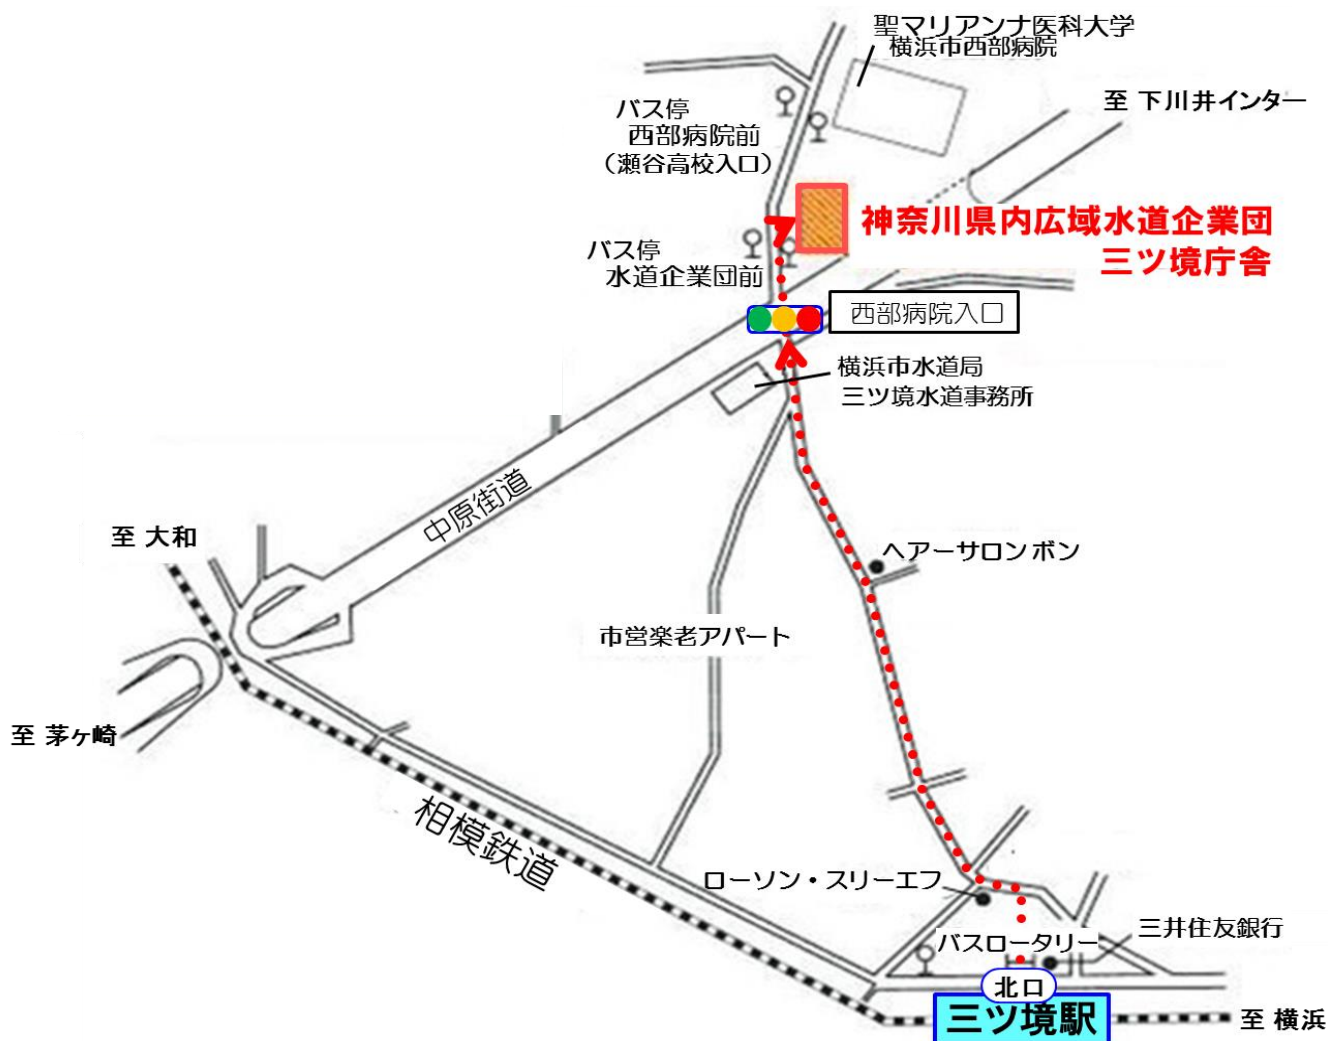 聖マリアンナ医科大学
横浜市西部病院
至 下川井インター
バス停
西部病院前
(瀬谷高校入口)
神奈川県内広域水道企業団
三ツ境庁舎
バス停
水道企業団前
西部病院入口
横浜市水道局
三ツ境水道事務所
中原街道
至 大和
ヘアーサロン ボン
市営楽老アパート
至 茅ヶ崎
相模鉄道
ローソン・スリーエフ
三井住友銀行
バスロータリー
北口
三ツ境駅
至 横浜